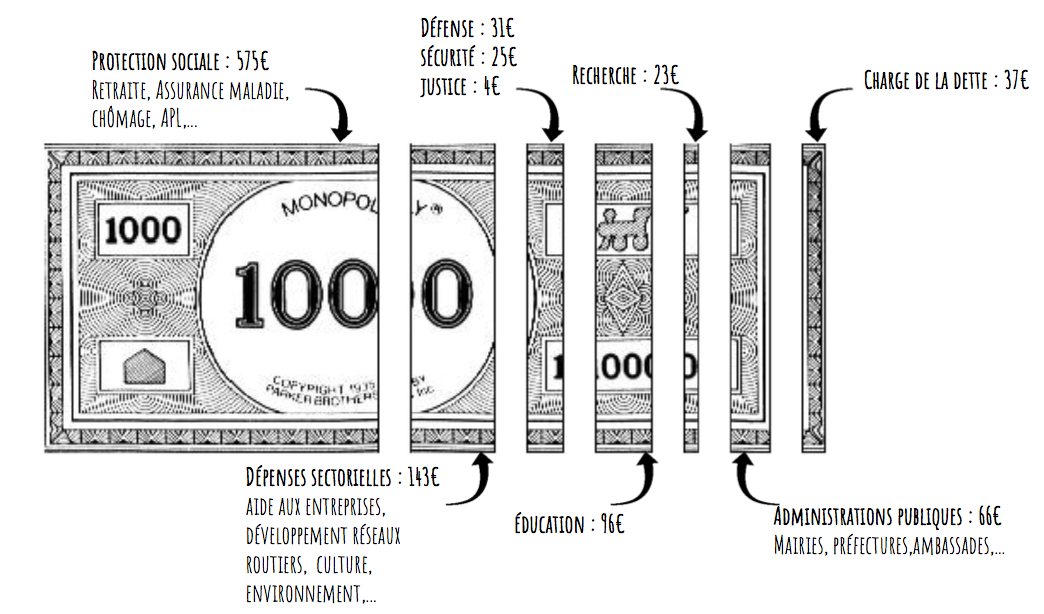 Protection sociale : 575€
Retraite, Assurance maladie,
chômage, APL,...
Défense : 31€
sécurité : 25€
justice : 4€
Recherche : 23€
Charge de la dette : 37€
MONOPOL Y®
1000
1000
COPYRIGHT 1935 BY
PARKER BROTHERS Inc
10000
Dépenses sectorielles : 143€
aide aux entreprises,
développement réseaux
routiers, culture,
environnement,...
éducation : 96€
Administrations publiques : 66€
Mairies, préfectures,ambassades,...